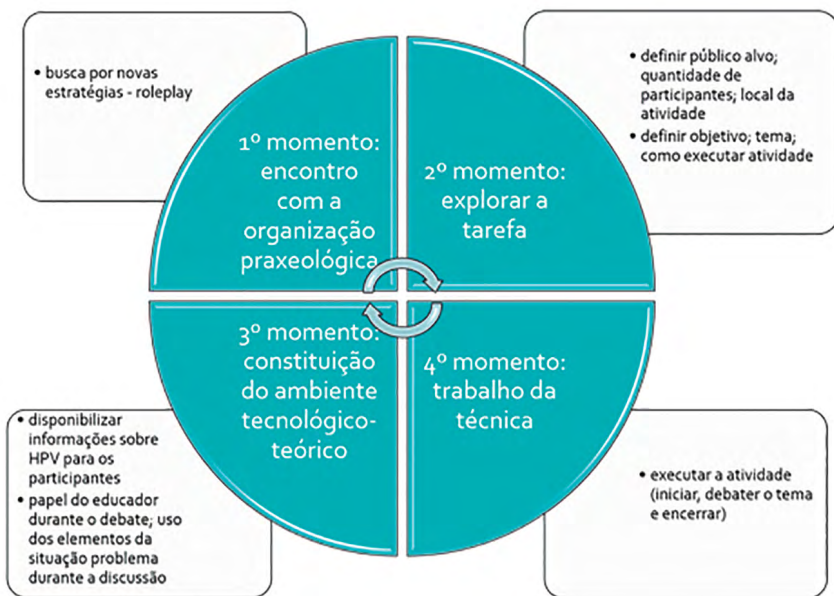 • busca por novas
estratégias - roleplay
1º momento:
encontro
com a
organização
praxeológica
• definir público alvo;
quantidade de
participantes; local da
atividade
• definir objetivo; tema;
como executar atividade
2º momento:
explorar a
tarefa
3º momento:
constituição
do ambiente
tecnológico-
teórico
• disponibilizar
informações sobre
HPV para os
participantes
• papel do educador
durante o debate; uso
dos elementos da
situação problema
durante a discussão
4º momento:
trabalho da
técnica
• executar a atividade
(iniciar, debater o tema
e encerrar)